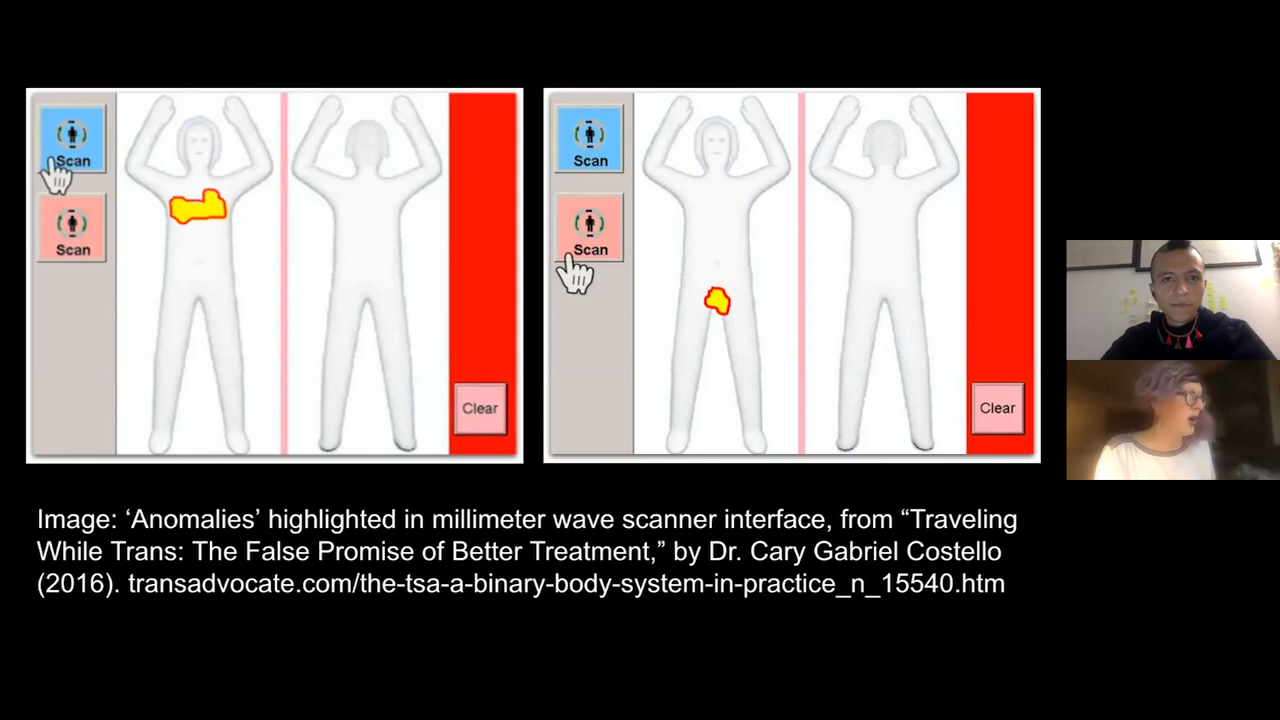 Scan
Scan
Clear
Scan
Scan
Clear
Image: ‘Anomalies’ highlighted in millimeter wave scanner interface, from “Traveling
While Trans: The False Promise of Better Treatment,” by Dr. Cary Gabriel Costello
(2016). transadvocate.com/the-tsa-a-binary-body-system-in-practice_n_15540.htm